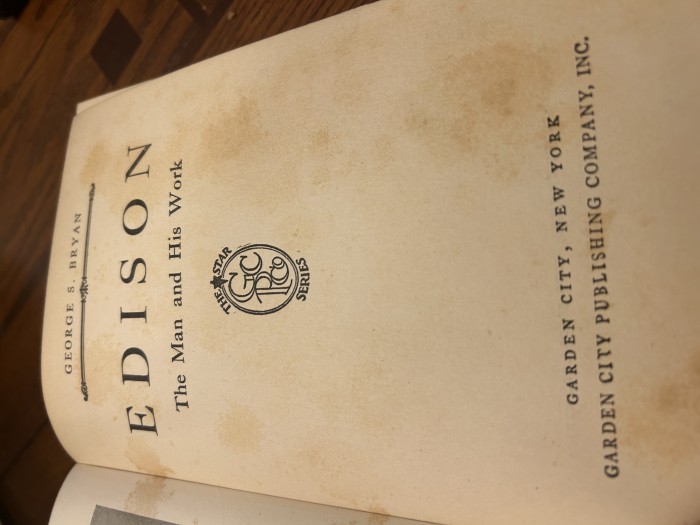 GEORGE S. BRYAN
EDISON
The Man and His Work
THE STAR
GCPCo
SERIES
GARDEN CITY, NEW YORK
GARDEN CITY PUBLISHING COMPANY, INC.